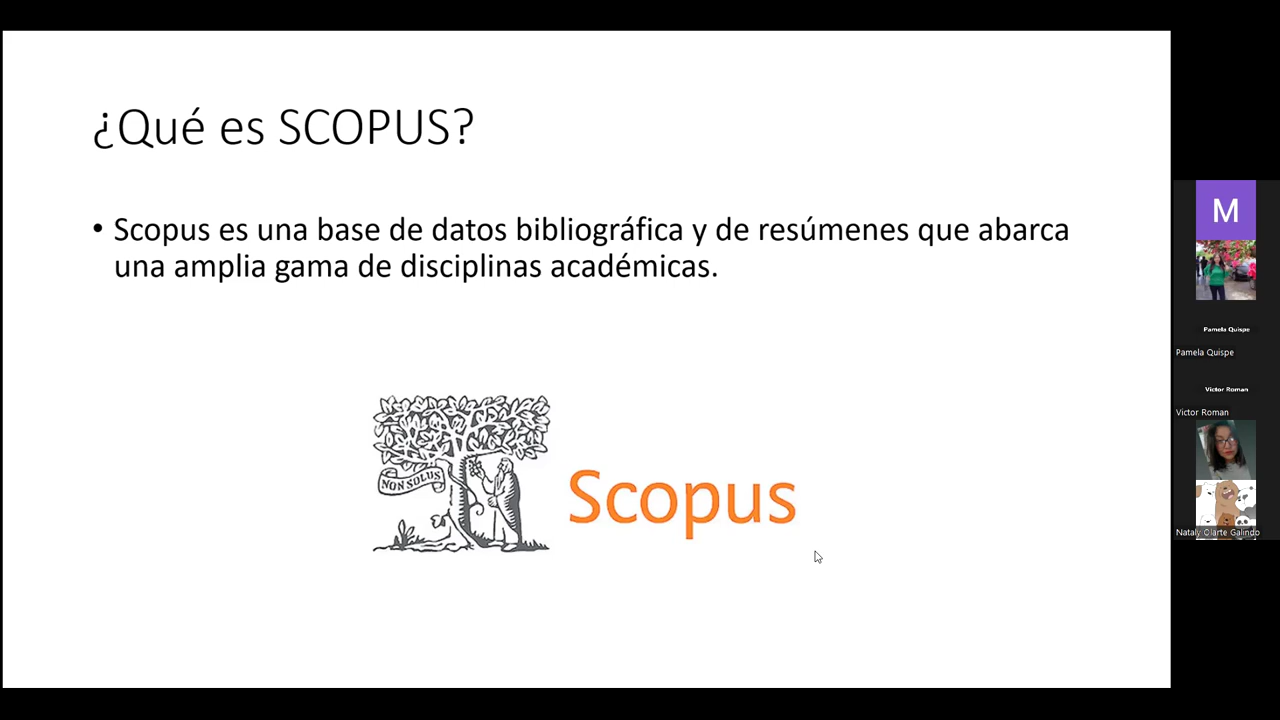 ¿Qué es SCOPUS?
• Scopus es una base de datos bibliográfica y de resúmenes que abarca
una amplia gama de disciplinas académicas.
NON SOLUS
Scopus
M
Pamela Quispe
Pamela Quispe
Victor Roman
Victor Roman
Nataly Olarte Galindo